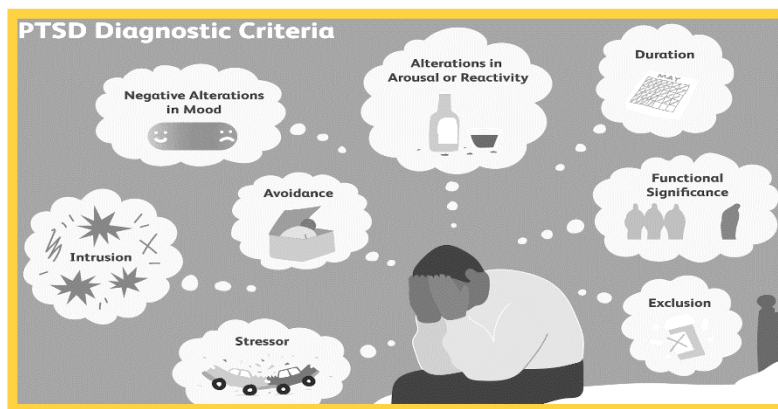 PTSD Diagnostic Criteria
Negative Alterations
in Mood
Alterations in
Arousal or Reactivity
Duration
MAY
Avoidance
Functional
Significance
Intrusion
Exclusion
Stressor